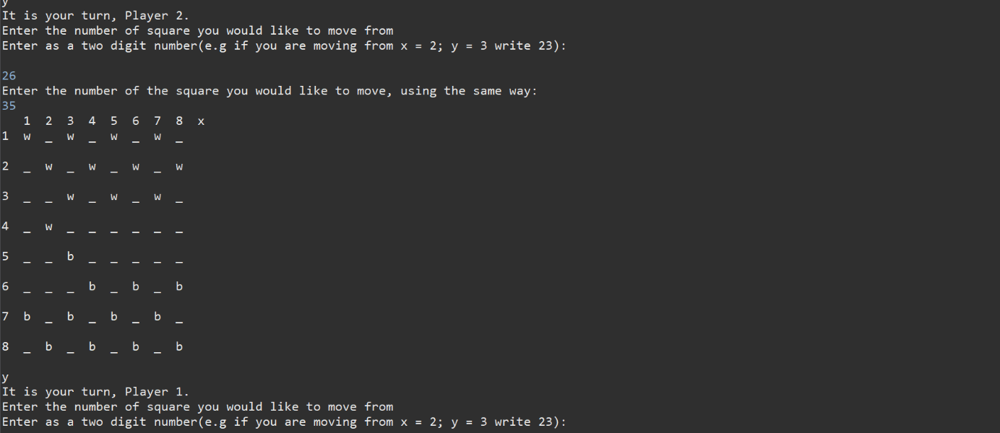 y
It is your turn, Player 2.
Enter the number of square you would like to move from
Enter as a two digit number(e.g if you are moving from x = 2; y = 3 write 23):
26
Enter the number of the square you would like to move, using the same way:
35
   1  2  3  4  5  6  7  8  x
1  w  _  w  _  w  _  w  _
2  _  w  _  w  _  w  _  w
3  _  _  w  _  w  _  w  _
4  _  w  _  _  _  _  _  _
5  _  _  b  _  _  _  _  _
6  _  _  _  b  _  b  _  b
7  b  _  b  _  b  _  b  _
8  _  b  _  b  _  b  _  b
y
It is your turn, Player 1.
Enter the number of square you would like to move from
Enter as a two digit number(e.g if you are moving from x = 2; y = 3 write 23):